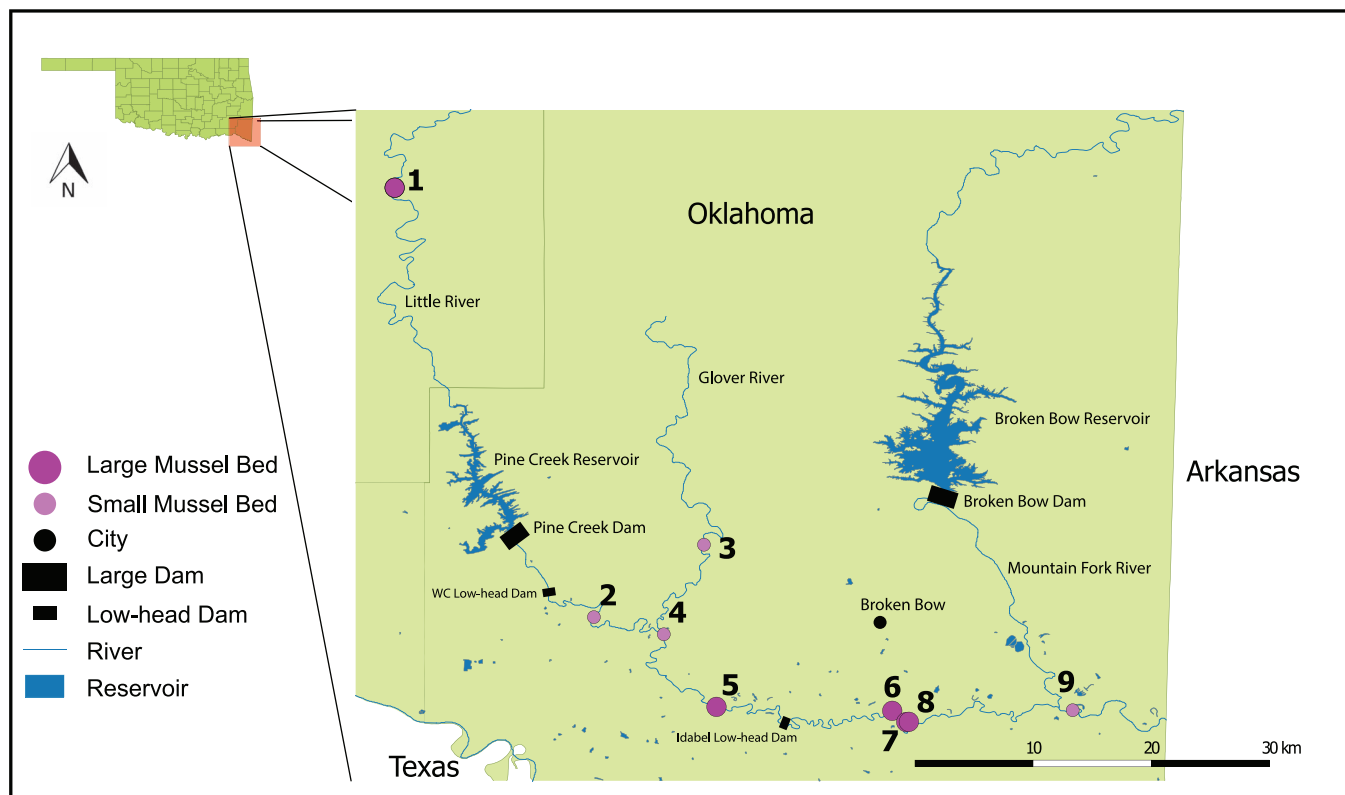 N
1
Oklahoma
Little River
Glover River
Broken Bow Reservoir
Arkansas
Large Mussel Bed
Small Mussel Bed
City
Large Dam
Low-head Dam
River
Reservoir
Pine Creek Reservoir
Pine Creek Dam
Broken Bow Dam
3
Mountain Fork River
WC Low-head Dam
2
4
Broken Bow
5
6
8
9
7
Idabel Low-head Dam
Texas
10 20 30 km